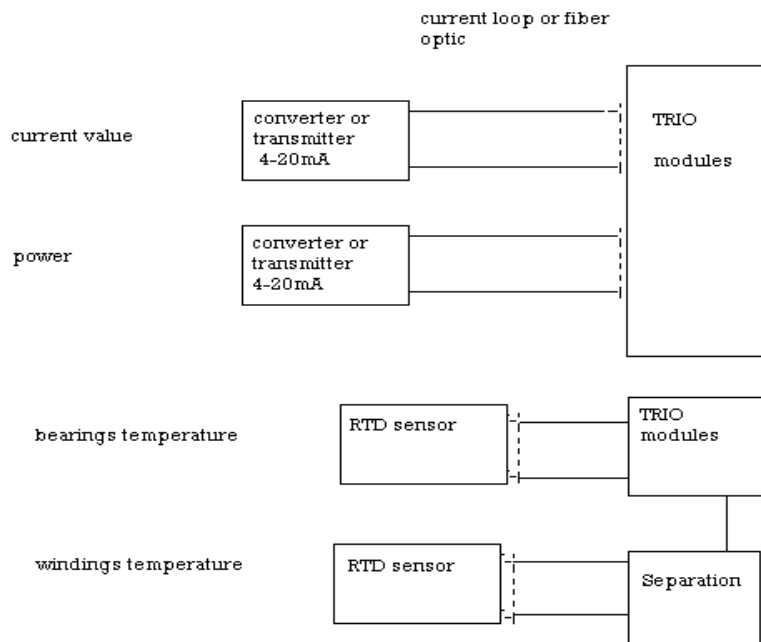 current loop or fiber
optic
current value
converter or
transmitter
4-20mA
TRIO
modules
power
converter or
transmitter
4-20mA
bearings temperature
RTD sensor
TRIO
modules
windings temperature
RTD sensor
Separation